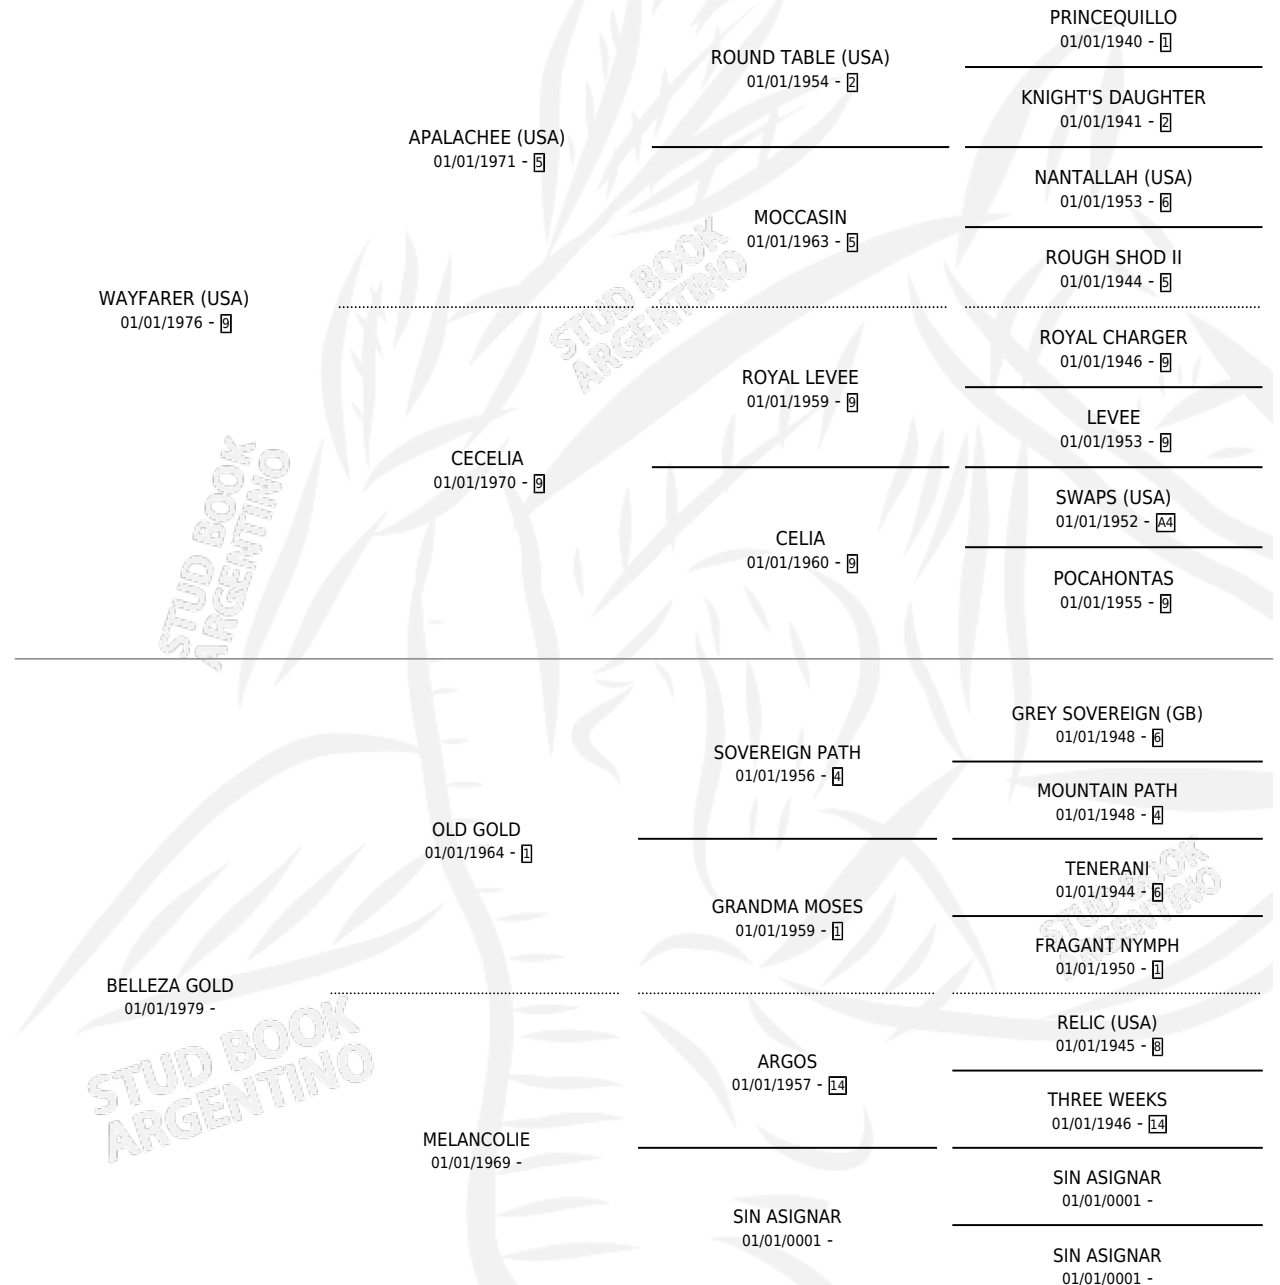 PRINCEQUILLO
01/01/1940 - 1
ROUND TABLE (USA)
01/01/1954 - 2
KNIGHT'S DAUGHTER
01/01/1941 - 2
APALACHEE (USA)
01/01/1971 - 5
NANTALLAH (USA)
01/01/1953 - 6
MOCCASIN
01/01/1963 - 5
ROUGH SHOD II
01/01/1944 - 5
WAYFARER (USA)
01/01/1976 - 9
ROYAL CHARGER
01/01/1946 - 9
ROYAL LEVEE
01/01/1959 - 9
LEVEE
01/01/1953 - 9
CECELIA
01/01/1970 - 9
SWAPS (USA)
01/01/1952 - A4
CELIA
01/01/1960 - 9
POCAHONTAS
01/01/1955 - 9
GREY SOVEREIGN (GB)
01/01/1948 - 6
SOVEREIGN PATH
01/01/1956 - 4
MOUNTAIN PATH
01/01/1948 - 4
OLD GOLD
01/01/1964 - 1
TENERANI
01/01/1944 - 6
GRANDMA MOSES
01/01/1959 - 1
FRAGANT NYMPH
01/01/1950 - 1
BELLEZA GOLD
01/01/1979 -
RELIC (USA)
01/01/1945 - 8
ARGOS
01/01/1957 - 14
THREE WEEKS
01/01/1946 - 14
MELANCOLIE
01/01/1969 -
SIN ASIGNAR
01/01/0001 -
SIN ASIGNAR
01/01/0001 -
SIN ASIGNAR
01/01/0001 -
STUD BOOK
ARGENTINO
STUD BOOK
ARGENTINO
STUD BOOK
ARGENTINO
STUD BOOK
ARGENTINO